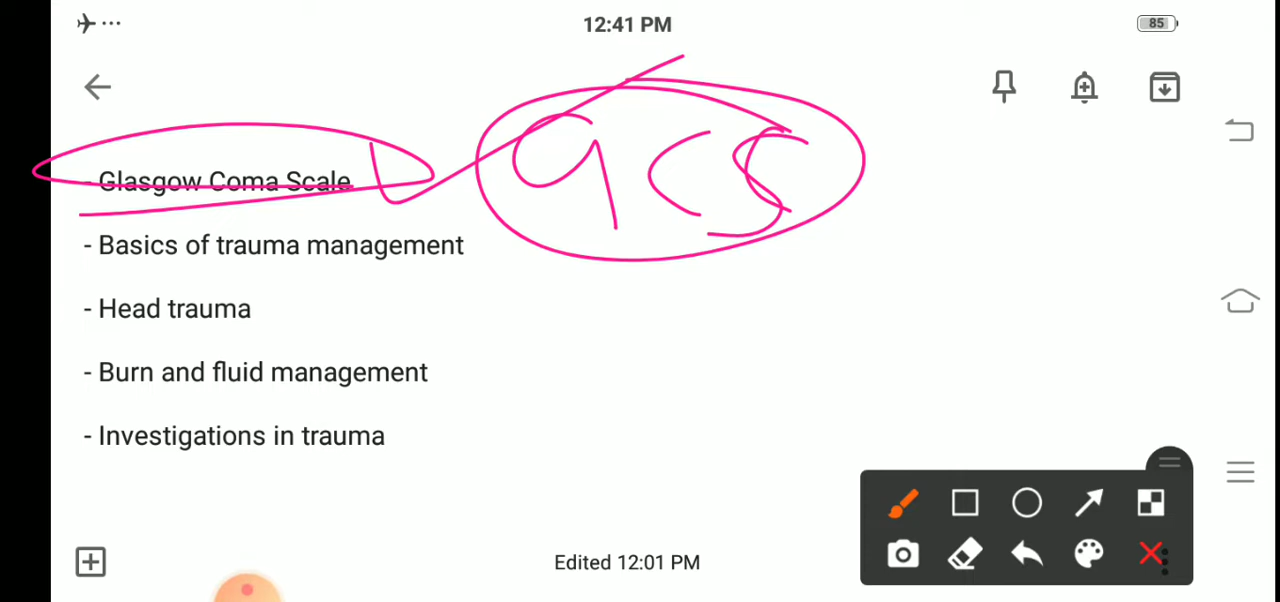 12:41 PM
85
- Glasgow Coma Scale
GCS
- Basics of trauma management
- Head trauma
- Burn and fluid management
- Investigations in trauma
Edited 12:01 PM